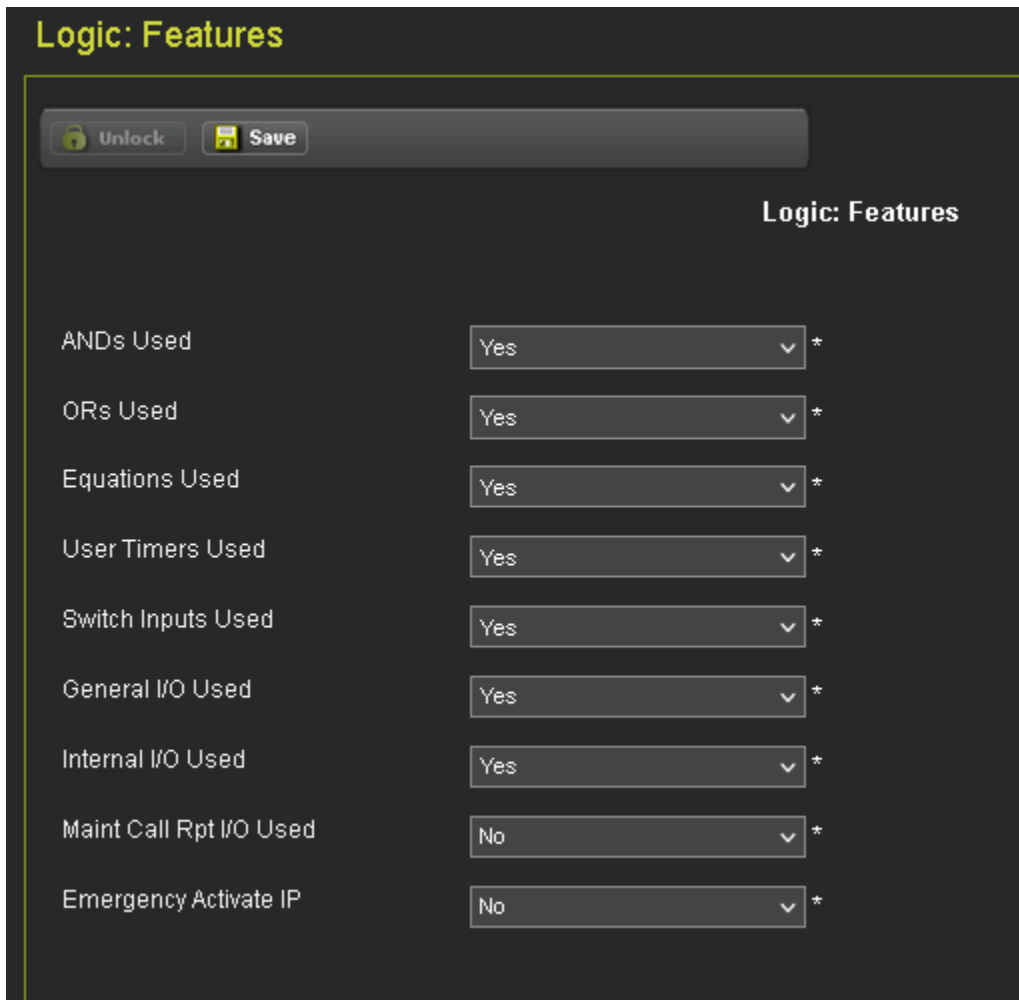 Logic: Features
Unlock Save
Logic: Features
ANDs Used Yes *
ORs Used Yes *
Equations Used Yes *
User Timers Used Yes *
Switch Inputs Used Yes *
General I/O Used Yes *
Internal I/O Used Yes *
Maint Call Rpt I/O Used No *
Emergency Activate IP No *